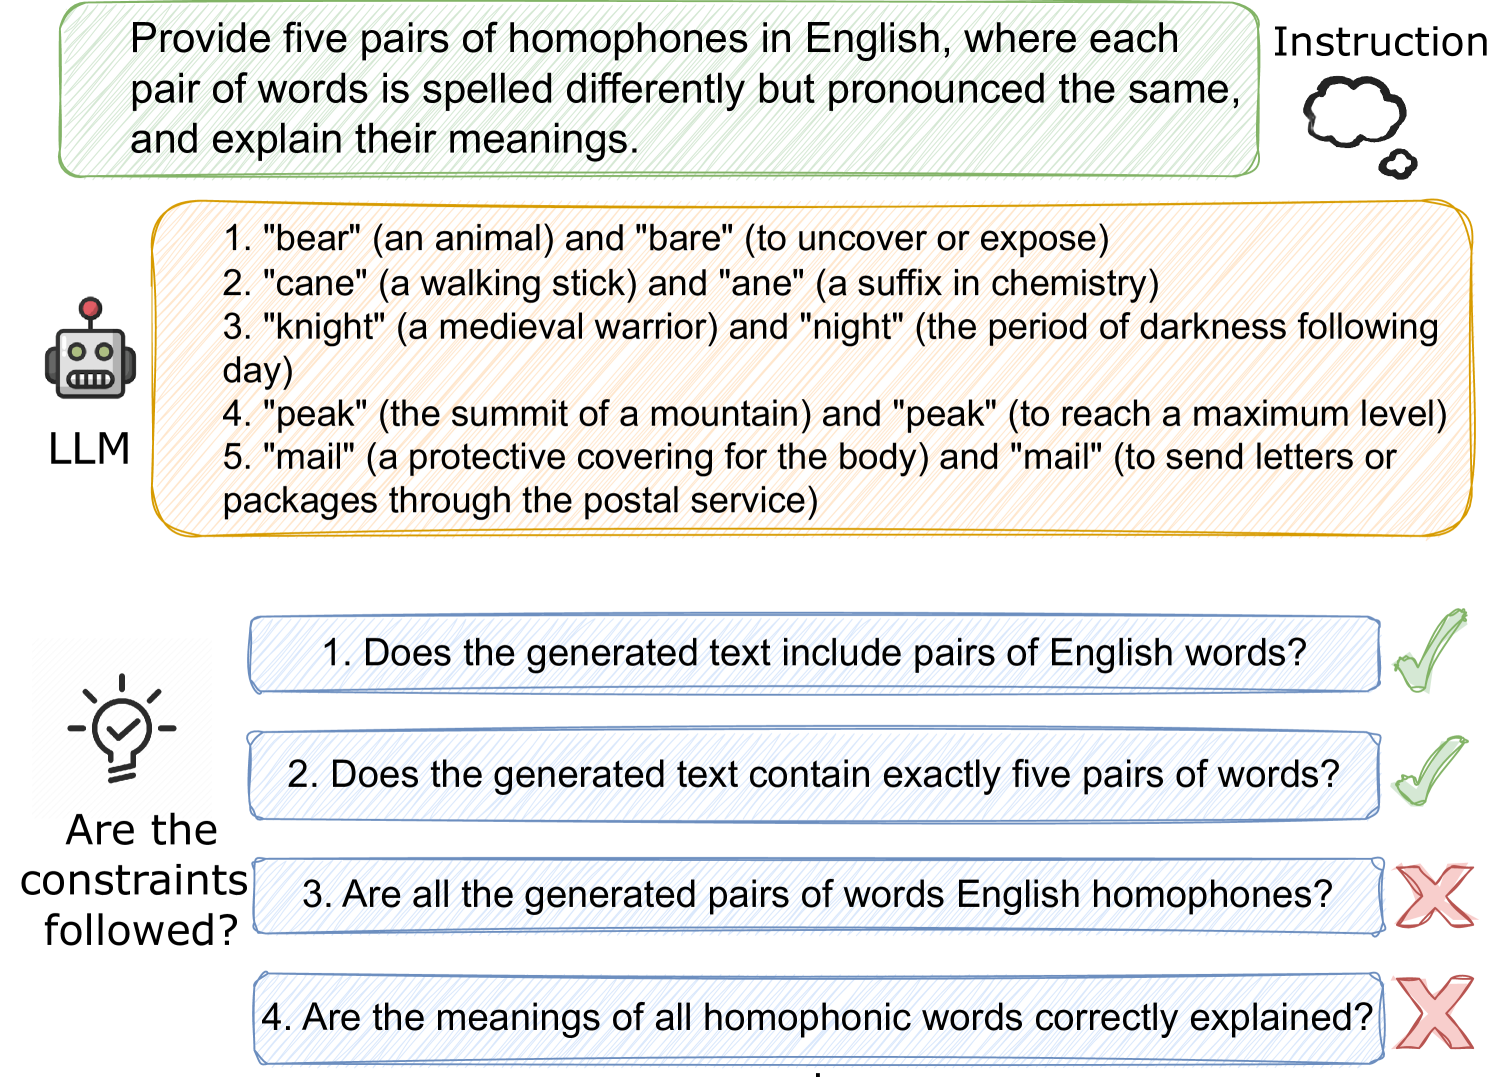 Provide five pairs of homophones in English, where each
pair of words is spelled differently but pronounced the same,
and explain their meanings.
Instruction
1. "bear" (an animal) and "bare" (to uncover or expose)
2. "cane" (a walking stick) and "ane" (a suffix in chemistry)
3. "knight" (a medieval warrior) and "night" (the period of darkness following
day)
4. "peak" (the summit of a mountain) and "peak" (to reach a maximum level)
5. "mail" (a protective covering for the body) and "mail" (to send letters or
packages through the postal service)
LLM
1. Does the generated text include pairs of English words?
2. Does the generated text contain exactly five pairs of words?
Are the
constraints
followed?
3. Are all the generated pairs of words English homophones?
4. Are the meanings of all homophonic words correctly explained?